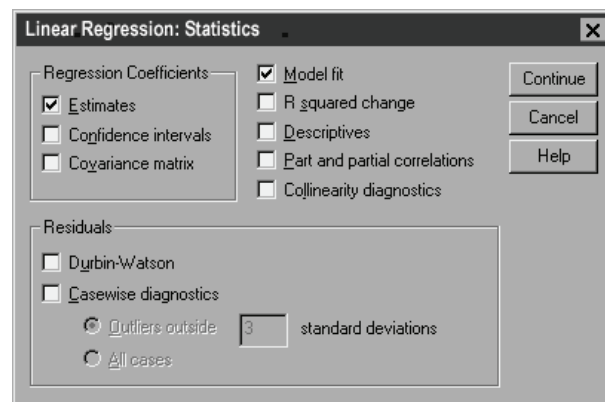 Linear Regression: Statistics
Regression Coefficients
Estimates
Confidence intervals
Covariance matrix
Model fit
R squared change
Descriptives
Part and partial correlations
Collinearity diagnostics
Continue
Cancel
Help
Residuals
Durbin-Watson
Casewise diagnostics
Outliers outside 3 standard deviations
All cases